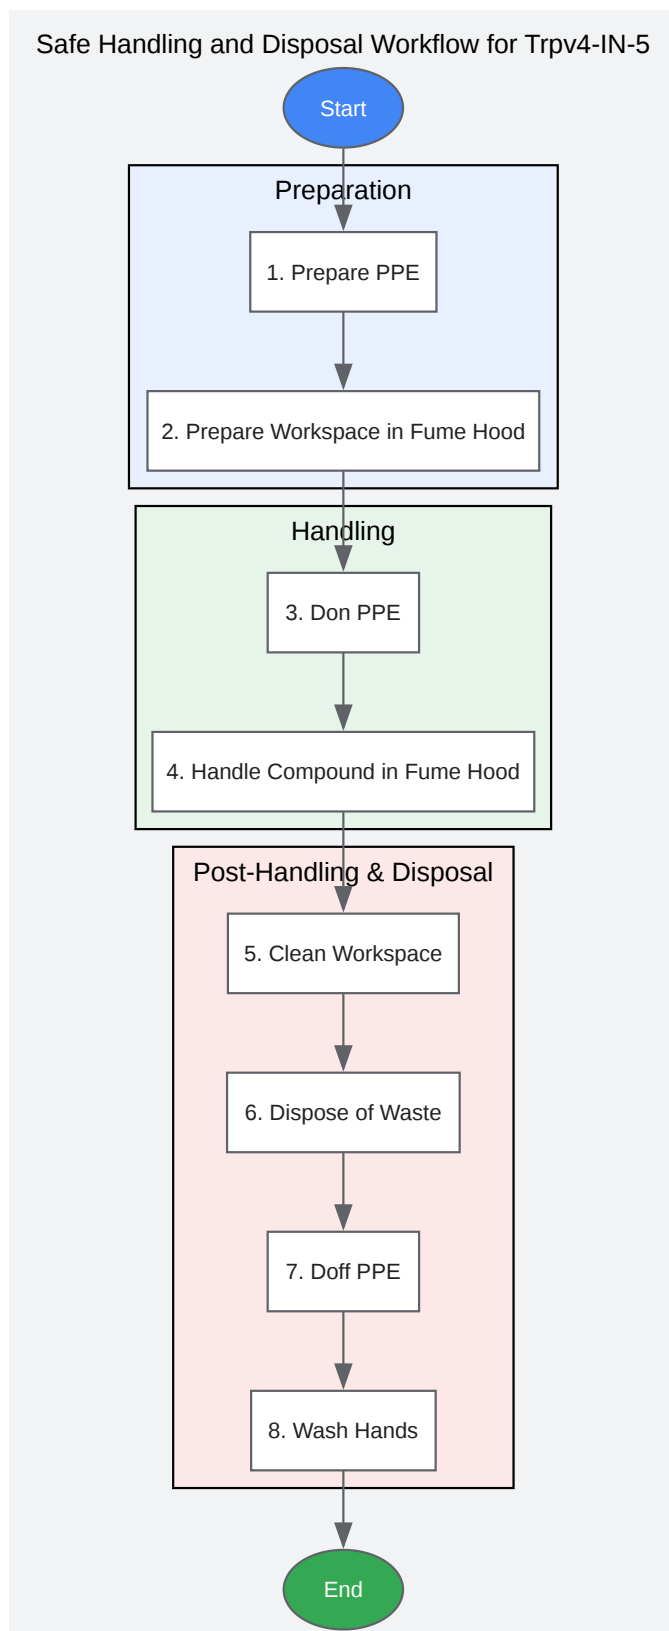 Safe Handling and Disposal Workflow for Trpv4-IN-5
Start
Preparation
1. Prepare PPE
2. Prepare Workspace in Fume Hood
Handling
3. Don PPE
4. Handle Compound in Fume Hood
Post-Handling & Disposal
5. Clean Workspace
6. Dispose of Waste
7. Doff PPE
8. Wash Hands
End